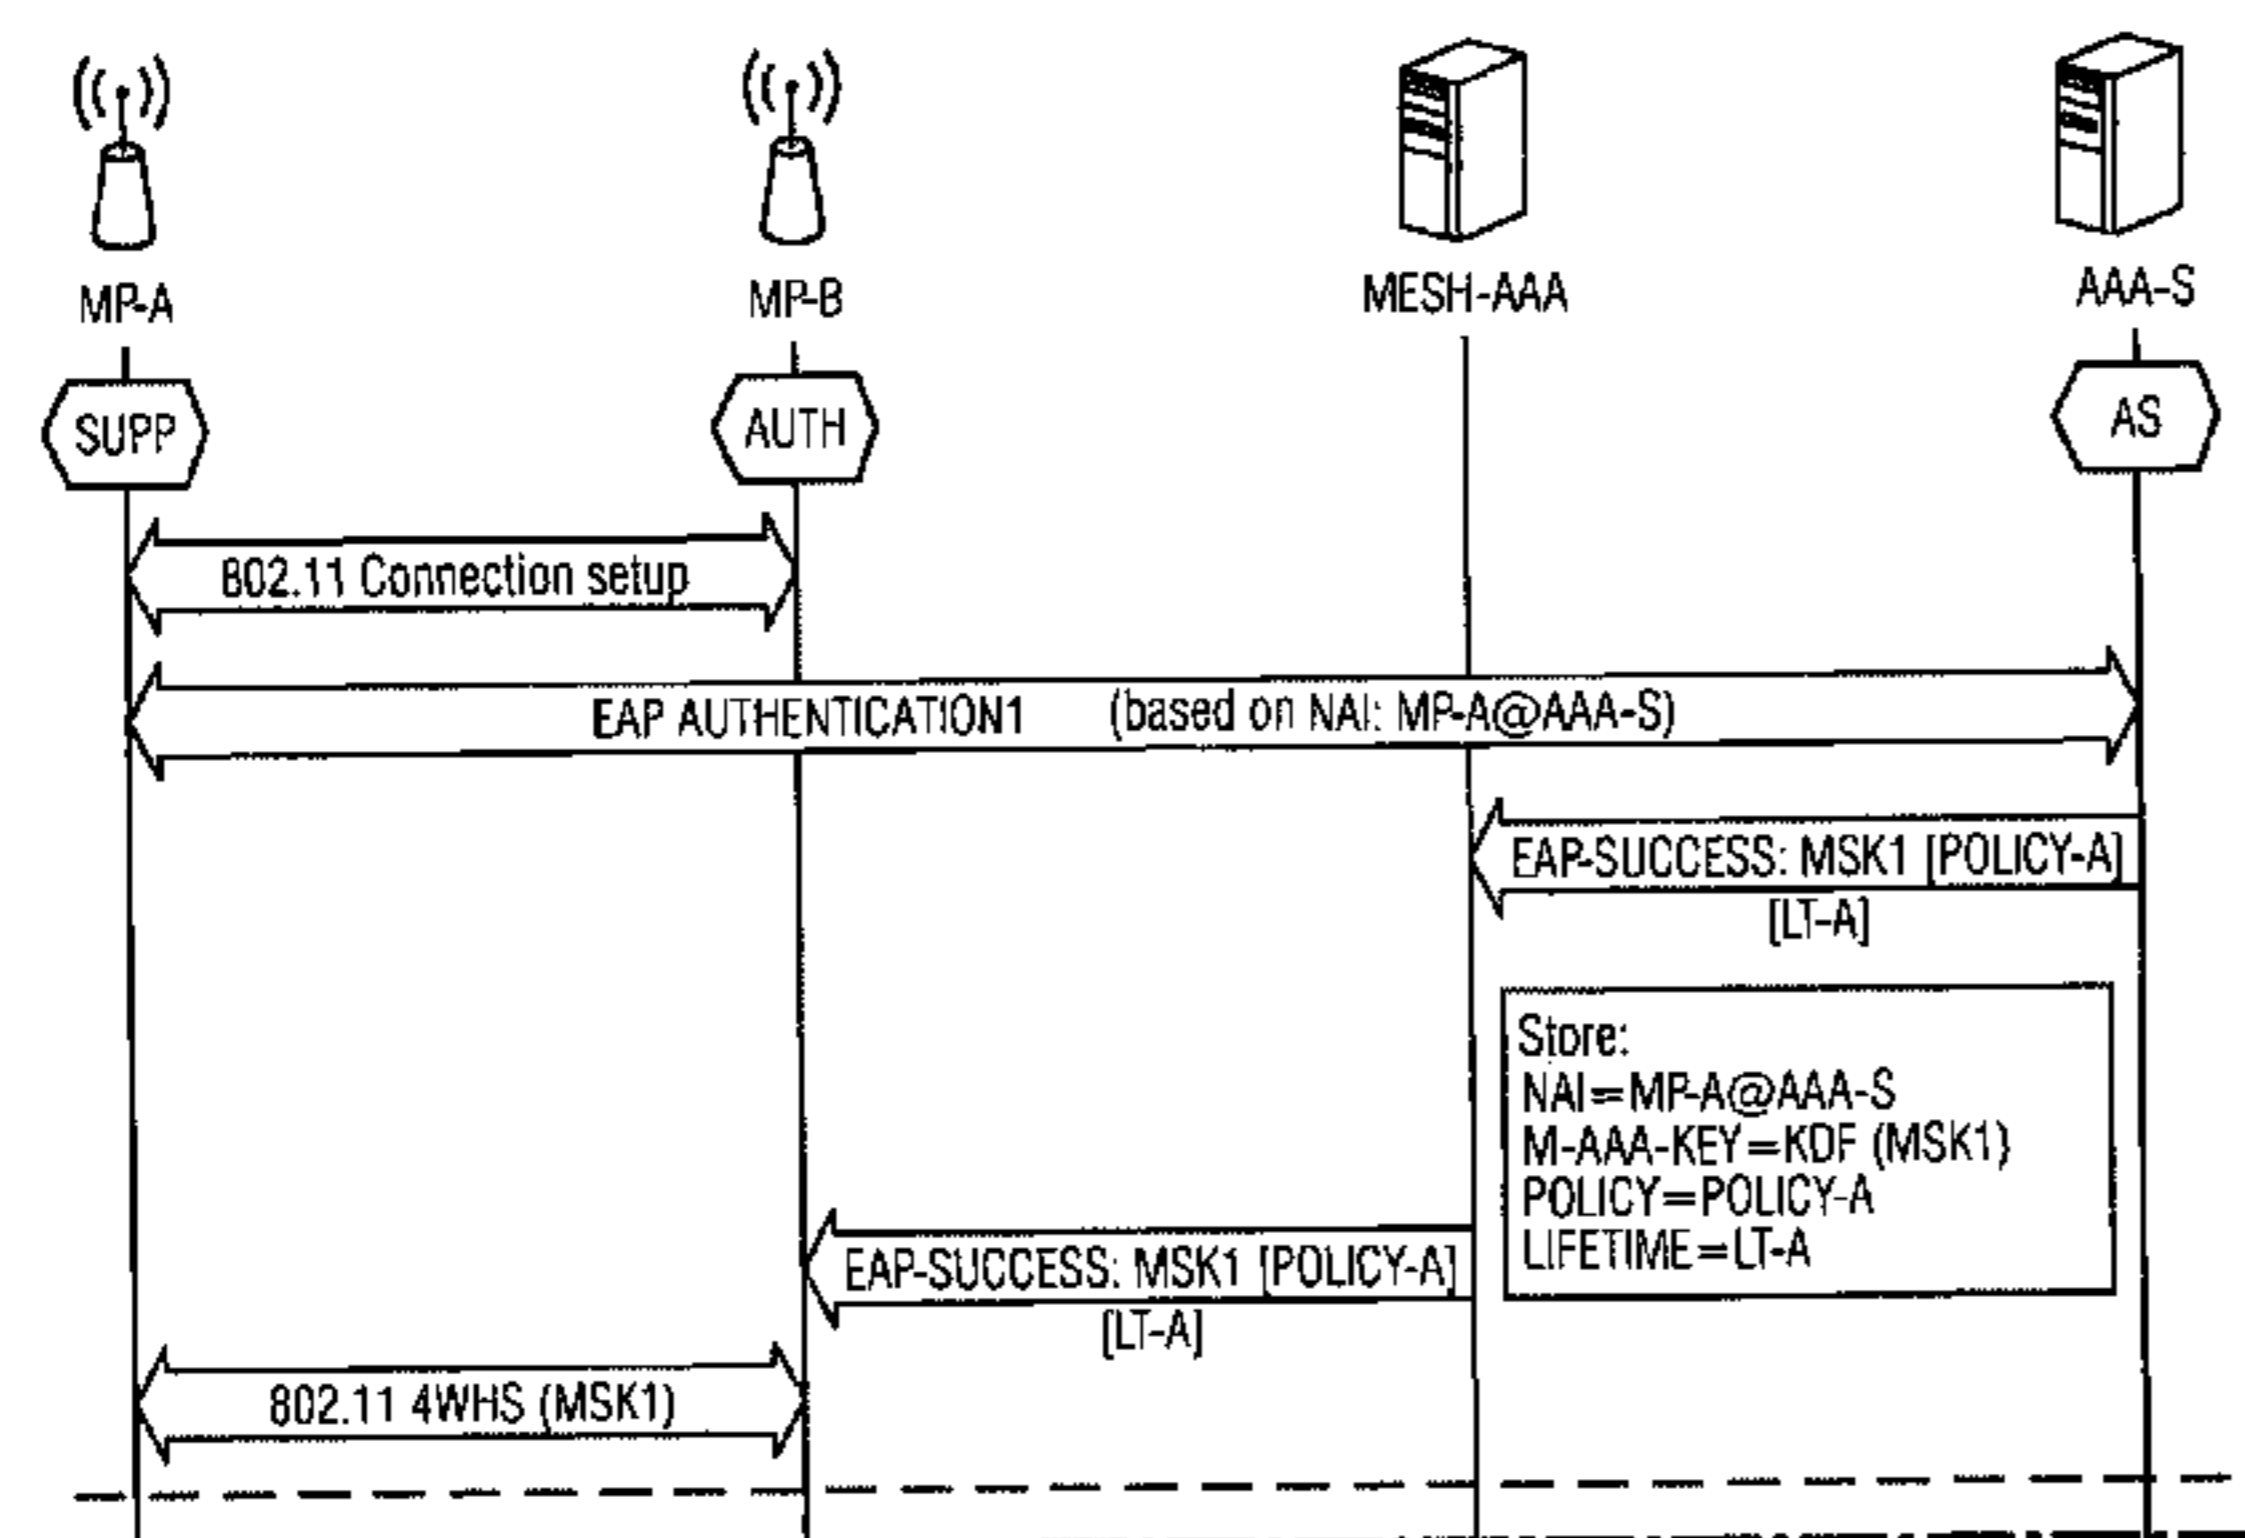 MP-A
MP-B
MESH-AAA
AAA-S
SUPP
AUTH
AS
802.11 Connection setup
EAP AUTHENTICATION1 (based on NAI: MP-A@AAA-S)
EAP-SUCCESS: MSK1 [POLICY-A]
[LT-A]
Store:
NAI=MP-A@AAA-S
M-AAA-KEY=KDF (MSK1)
POLICY=POLICY-A
LIFETIME=LT-A
EAP-SUCCESS: MSK1 [POLICY-A]
[LT-A]
802.11 4WHS (MSK1)